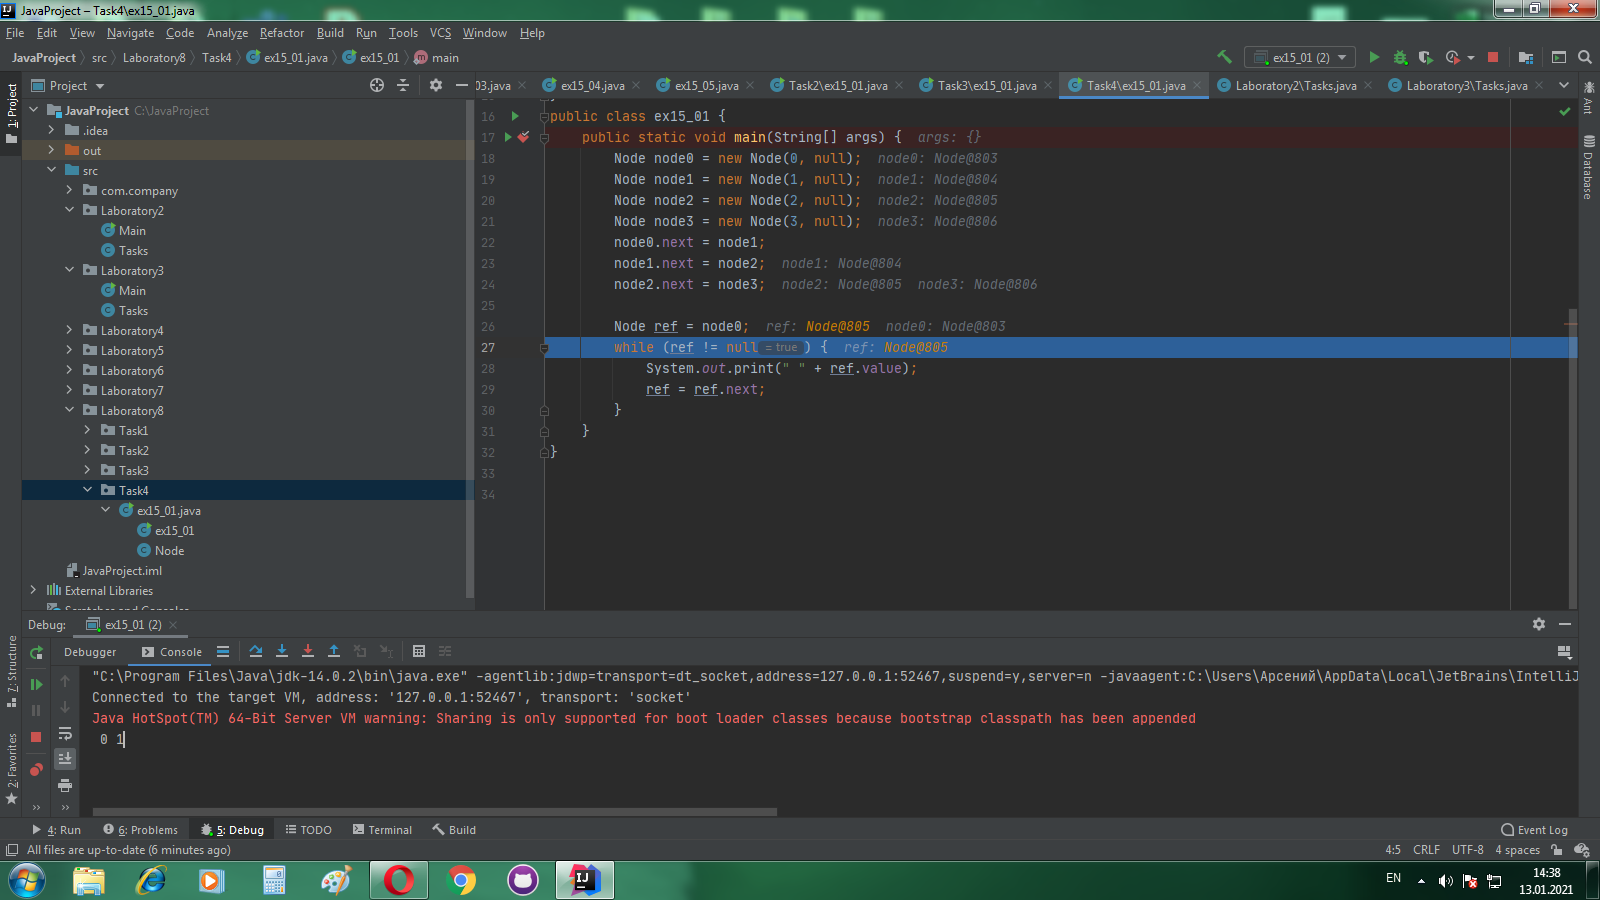 JavaProject – Task4\ex15_01.java
File Edit View Navigate Code Analyze Refactor Build Run Tools VCS Window Help
JavaProject src Laboratory8 Task4 ex15_01.java ex15_01 main
ex15_01 (2)
Project
03.java ex15_04.java ex15_05.java Task2\ex15_01.java Task3\ex15_01.java Task4\ex15_01.java Laboratory2\Tasks.java Laboratory3\Tasks.java
1: Project
Ant
Database
JavaProject C:\JavaProject
.idea
out
src
com.company
Laboratory2
Main
Tasks
Laboratory3
Main
Tasks
Laboratory4
Laboratory5
Laboratory6
Laboratory7
Laboratory8
Task1
Task2
Task3
Task4
ex15_01.java
ex15_01
Node
JavaProject.iml
External Libraries
Scratches and Consoles
16 public class ex15_01 {
17 public static void main(String[] args) { args: {}
18 Node node0 = new Node(0, null); node0: Node@803
19 Node node1 = new Node(1, null); node1: Node@804
20 Node node2 = new Node(2, null); node2: Node@805
21 Node node3 = new Node(3, null); node3: Node@806
22 node0.next = node1;
23 node1.next = node2; node1: Node@804
24 node2.next = node3; node2: Node@805 node3: Node@806
25
26 Node ref = node0; ref: Node@805 node0: Node@803
27 while (ref != null = true ) { ref: Node@805
28 System.out.print(" " + ref.value);
29 ref = ref.next;
30 }
31 }
32 }
33
34
Debug: ex15_01 (2)
Debugger Console
7: Structure
2: Favorites
"C:\Program Files\Java\jdk-14.0.2\bin\java.exe" -agentlib:jdwp=transport=dt_socket,address=127.0.0.1:52467,suspend=y,server=n -javaagent:C:\Users\Арсений\AppData\Local\JetBrains\IntelliJ
Connected to the target VM, address: '127.0.0.1:52467', transport: 'socket'
Java HotSpot(TM) 64-Bit Server VM warning: Sharing is only supported for boot loader classes because bootstrap classpath has been appended
0 1
4: Run 6: Problems 5: Debug TODO Terminal Build Event Log
All files are up-to-date (6 minutes ago) 4:5 CRLF UTF-8 4 spaces
EN 14:38
13.01.2021